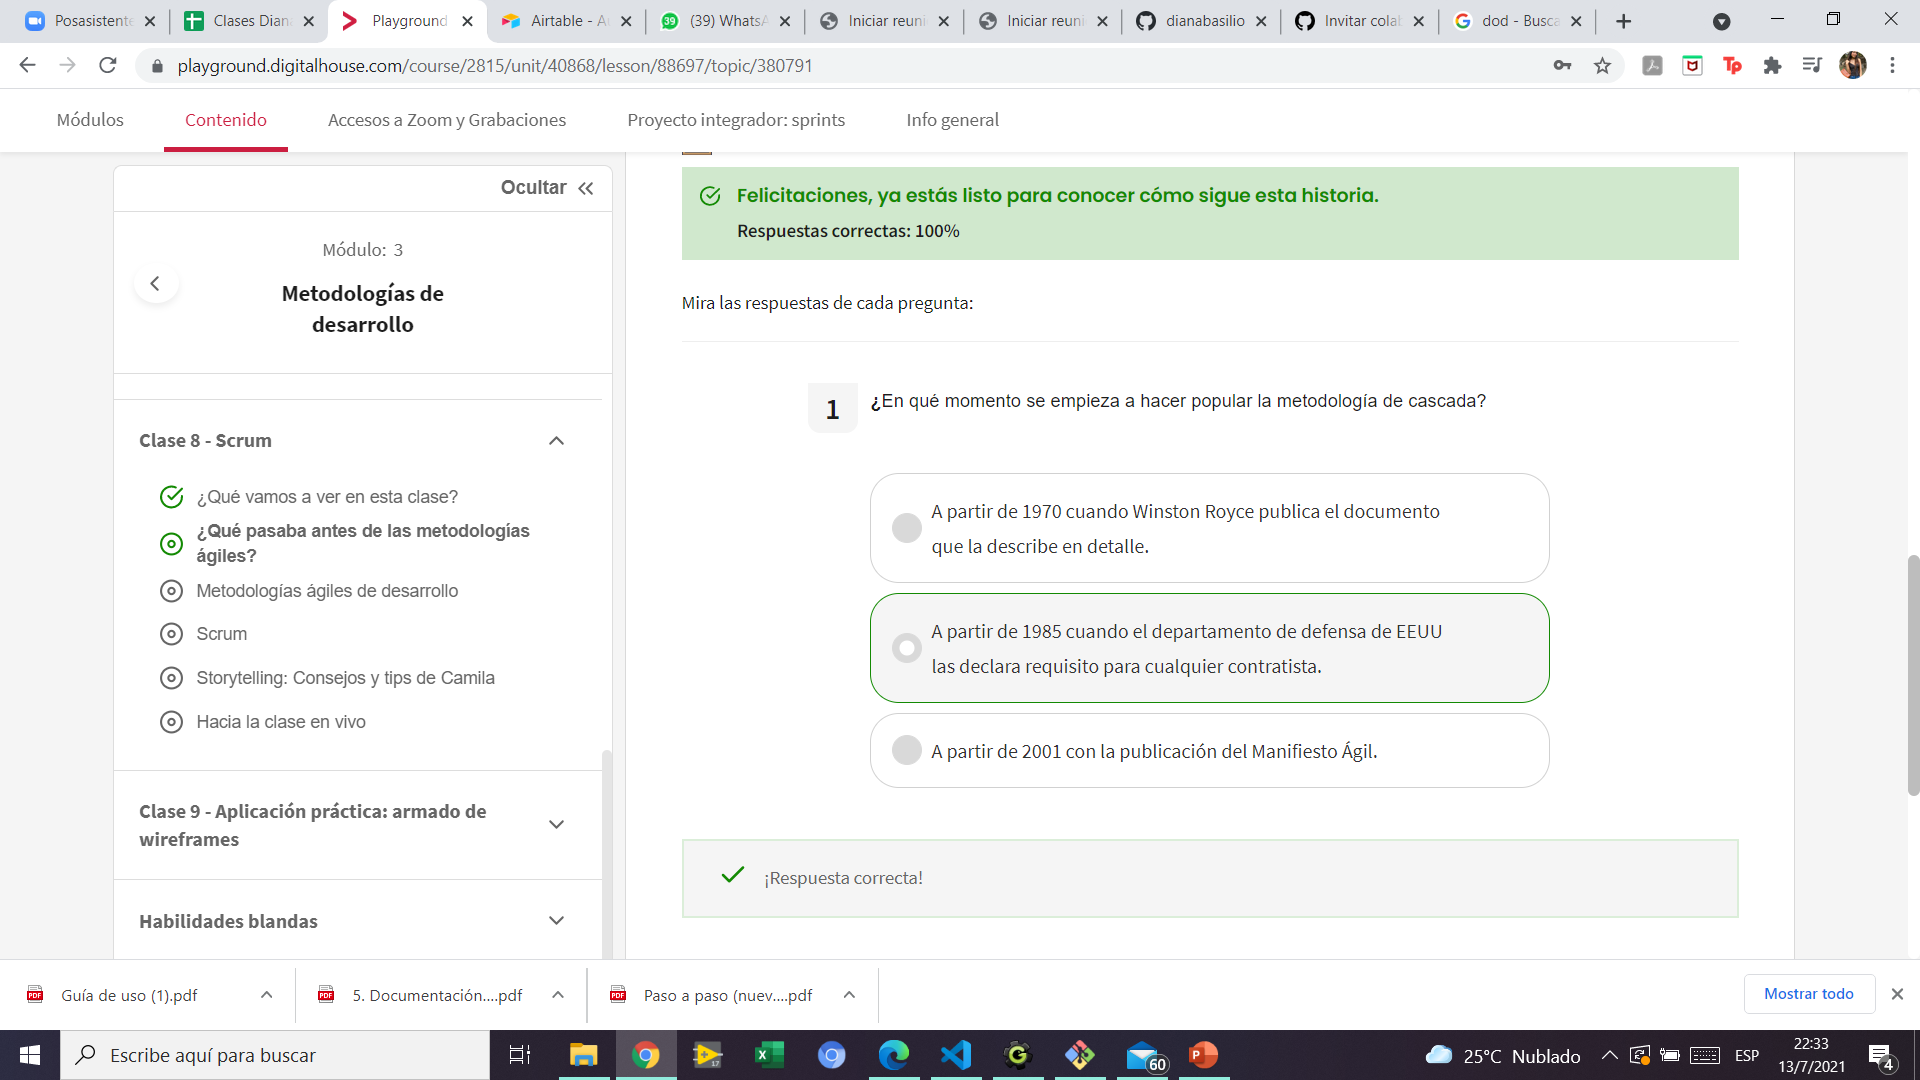 Posasistente
Clases Dian
Playground
Airtable - A
(39) WhatsA
Iniciar reuni
Iniciar reuni
dianabasilio
Invitar cola
dod - Busca
playground.digitalhouse.com/course/2815/unit/40868/lesson/88697/topic/380791
Módulos
Contenido
Accesos a Zoom y Grabaciones
Proyecto integrador: sprints
Info general
Ocultar
Módulo: 3
Metodologías de
desarrollo
Clase 8 - Scrum
¿Qué vamos a ver en esta clase?
¿Qué pasaba antes de las metodologías
ágiles?
Metodologías ágiles de desarrollo
Scrum
Storytelling: Consejos y tips de Camila
Hacia la clase en vivo
Clase 9 - Aplicación práctica: armado de
wireframes
Habilidades blandas
Felicitaciones, ya estás listo para conocer cómo sigue esta historia.
Respuestas correctas: 100%
Mira las respuestas de cada pregunta:
1
¿En qué momento se empieza a hacer popular la metodología de cascada?
A partir de 1970 cuando Winston Royce publica el documento
que la describe en detalle.
A partir de 1985 cuando el departamento de defensa de EEUU
las declara requisito para cualquier contratista.
A partir de 2001 con la publicación del Manifiesto Ágil.
¡Respuesta correcta!
Guía de uso (1).pdf
5. Documentación....pdf
Paso a paso (nuev....pdf
Mostrar todo
Escribe aquí para buscar
60
25°C Nublado
ESP
22:33
13/7/2021
4